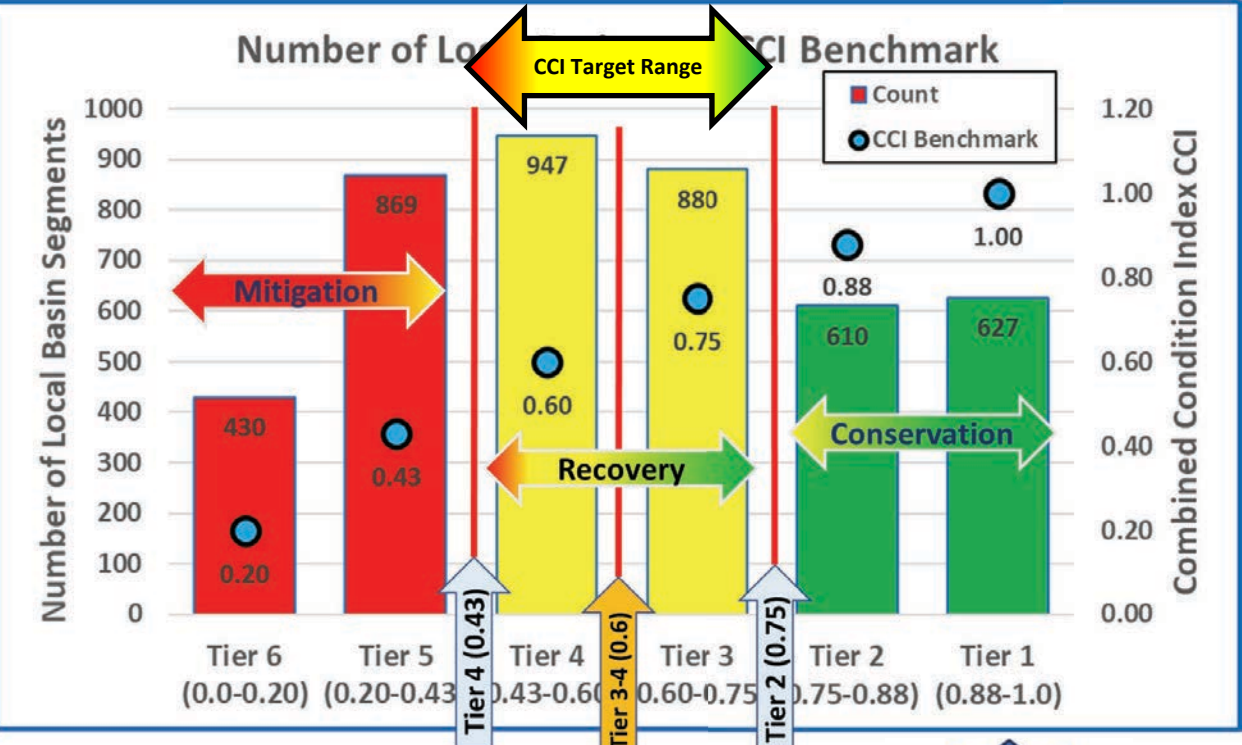 Number of Lo CCI Benchmark
CCI Target Range
Count
CCI Benchmark
Number of Local Basin Segments
1000
900
800
700
600
500
400
300
200
100
0
1.20
1.00
0.80
0.60
0.40
0.20
0.00
Combined Condition Index CCI
430
869
947
880
610
627
0.20
0.43
0.60
0.75
0.88
1.00
Mitigation
Recovery
Conservation
Tier 4 (0.43)
Tier 3-4 (0.6)
Tier 2 (0.75)
Tier 6
(0.0-0.20)
Tier 5
(0.20-0.43
Tier 4
0.43-0.60
Tier 3
0.60-0.75
Tier 2
0.75-0.88)
Tier 1
(0.88-1.0)